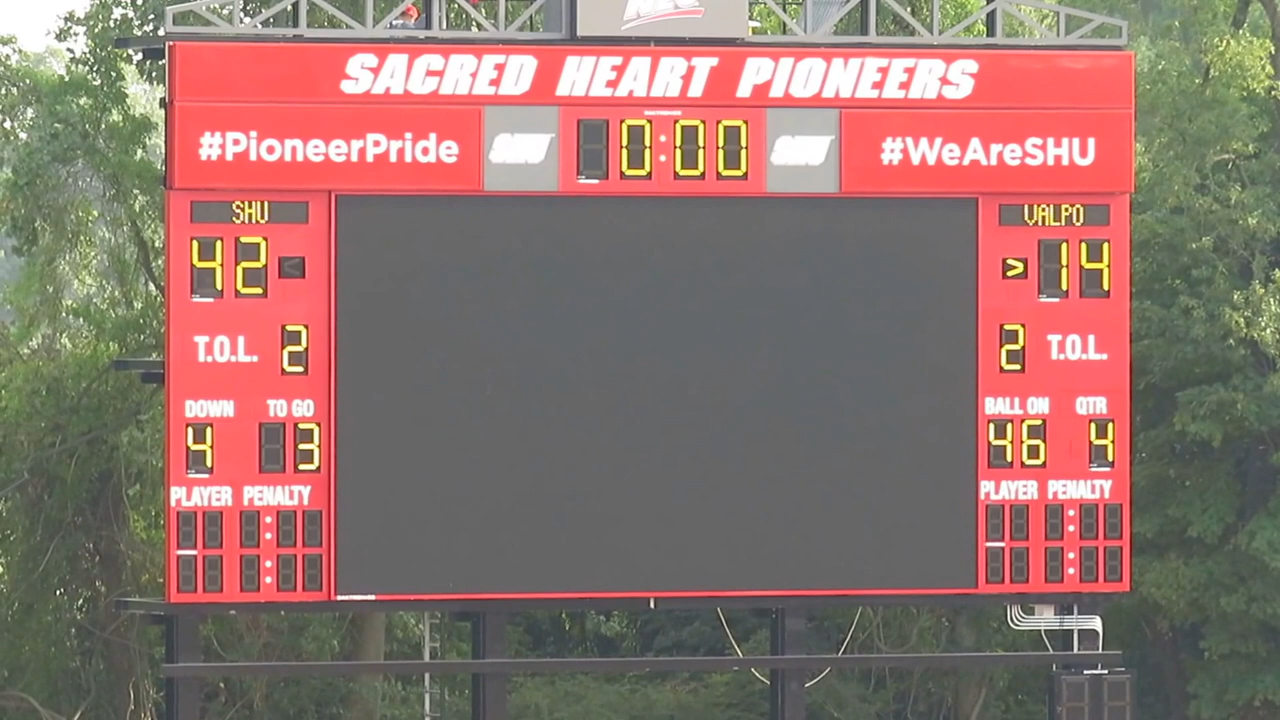 SACRED HEART PIONEERS
#PioneerPride SHU 0:00 SHU #WeAreSHU
SHU VALPO
42 < > 14
T.O.L. 2 2 T.O.L.
DOWN TO GO BALL ON QTR
4 3 46 4
PLAYER PENALTY PLAYER PENALTY